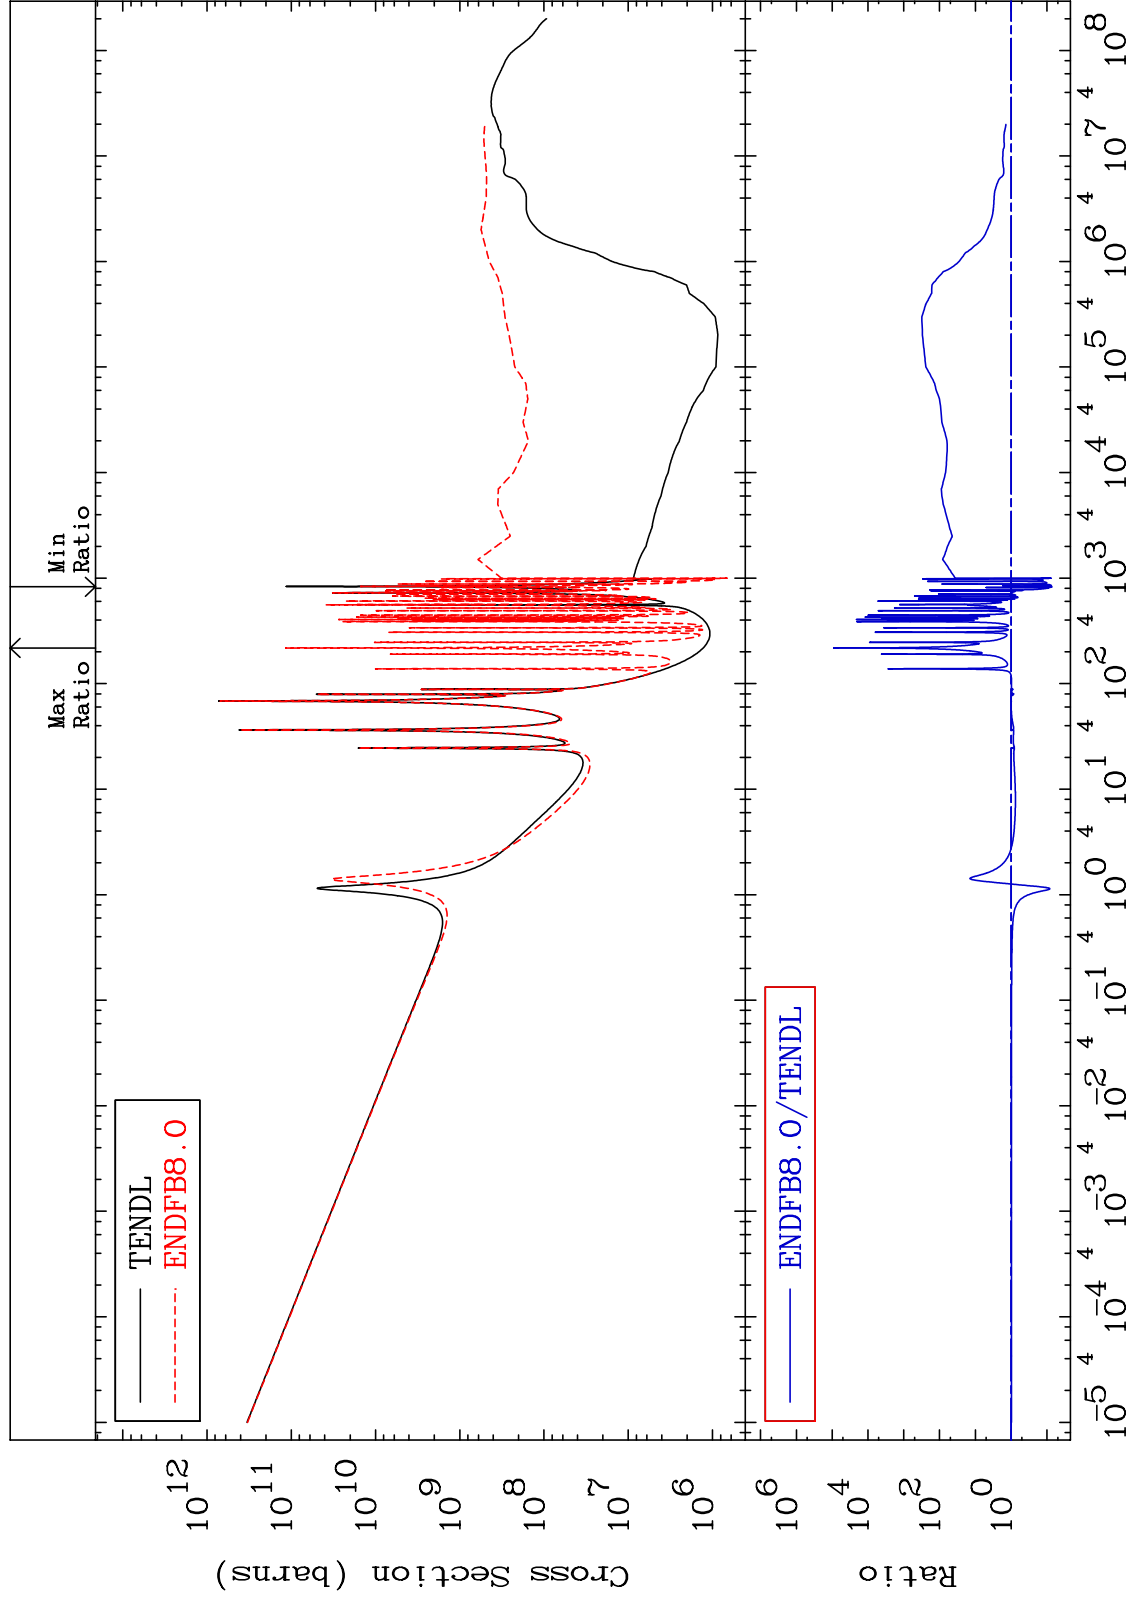 Max
Ratio
Min
Ratio
TENDL
ENDFB8.0
10^12
10^11
10^10
10^9
10^8
10^7
10^6
Cross Section (barns)
ENDFB8.0/TENDL
10^6
10^4
10^2
10^0
Ratio
10^-5 4 10^-4 4 10^-3 4 10^-2 4 10^-1 4 10^0 4 10^1 4 10^2 4 10^3 4 10^4 4 10^5 4 10^6 4 10^7 4 10^8